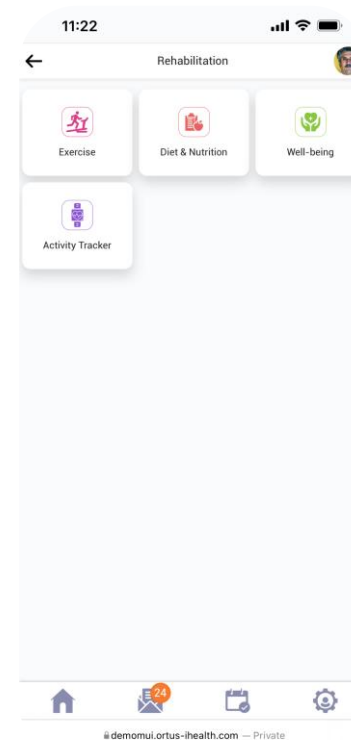 11:22
Rehabilitation
Exercise
Diet & Nutrition
Well-being
Activity Tracker
24
demomui.ortus-ihealth.com — Private